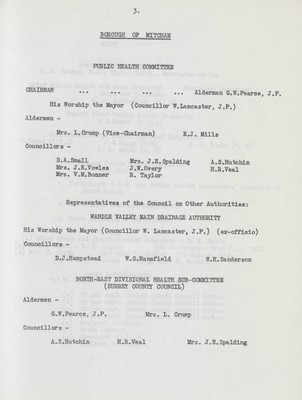 3.
BOROUGH OF MITCHAM
PUBLIC HEALTH COMMITTEE
CHAIRMAN ... ... ... ... Alderman G.W.Pearce, J.P.
His Worship the Mayor (Councillor W.Lancaster, J.P.)
Aldermen -
Mrs. L.Crump (Vice-Chairman) E.J. Mills
Councillors -
D.A.Small Mrs. J.E.Spalding A.S.Hutchin
Mrs. J.K.Vowles J.W.Overy H.R.Veal
Mrs. V.M.Bonner R. Taylor
Representatives of the Council on Other Authorities:
WANDLE VALLEY MAIN DRAINAGE AUTHORITY
His Worship the Mayor (Councillor W. Lancaster, J.P.) (ex-officio)
Councillors -
D.J.Hempstead W.G.Mansfield W.H.Sanderson
NORTH-EAST DIVISIONAL HEALTH SUB-COMMITTEE
(SURREY COUNTY COUNCIL)
Aldermen -
G.W.Pearce, J.P. Mrs. L. Crump
Councillors -
A.S.Hutchin H.R.Veal Mrs. J.E.Spalding